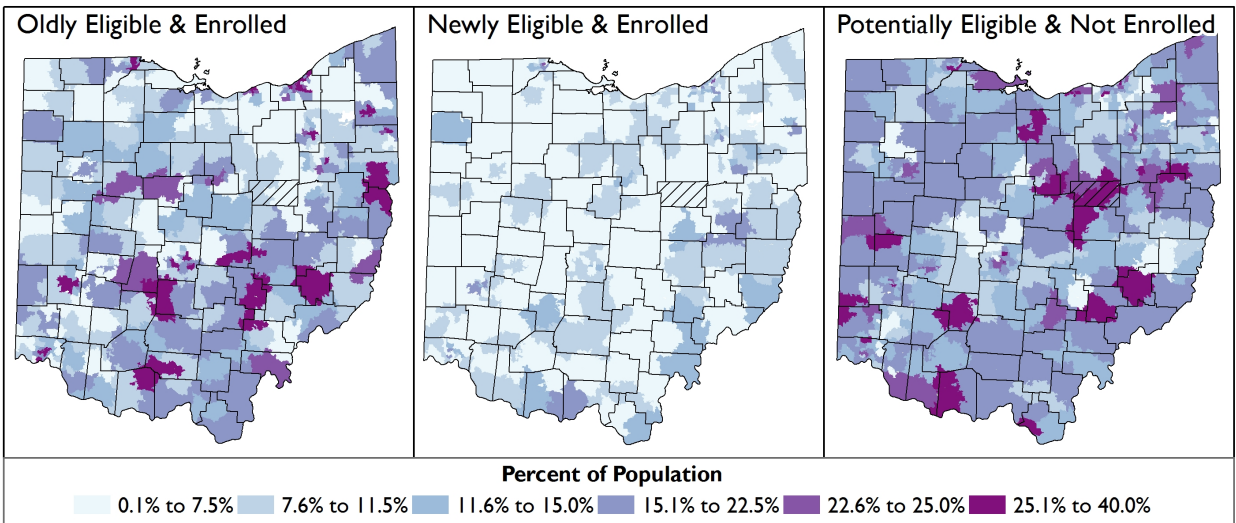 Oldly Eligible & Enrolled
Newly Eligible & Enrolled
Potentially Eligible & Not Enrolled
Percent of Population
0.1% to 7.5%
7.6% to 11.5%
11.6% to 15.0%
15.1% to 22.5%
22.6% to 25.0%
25.1% to 40.0%